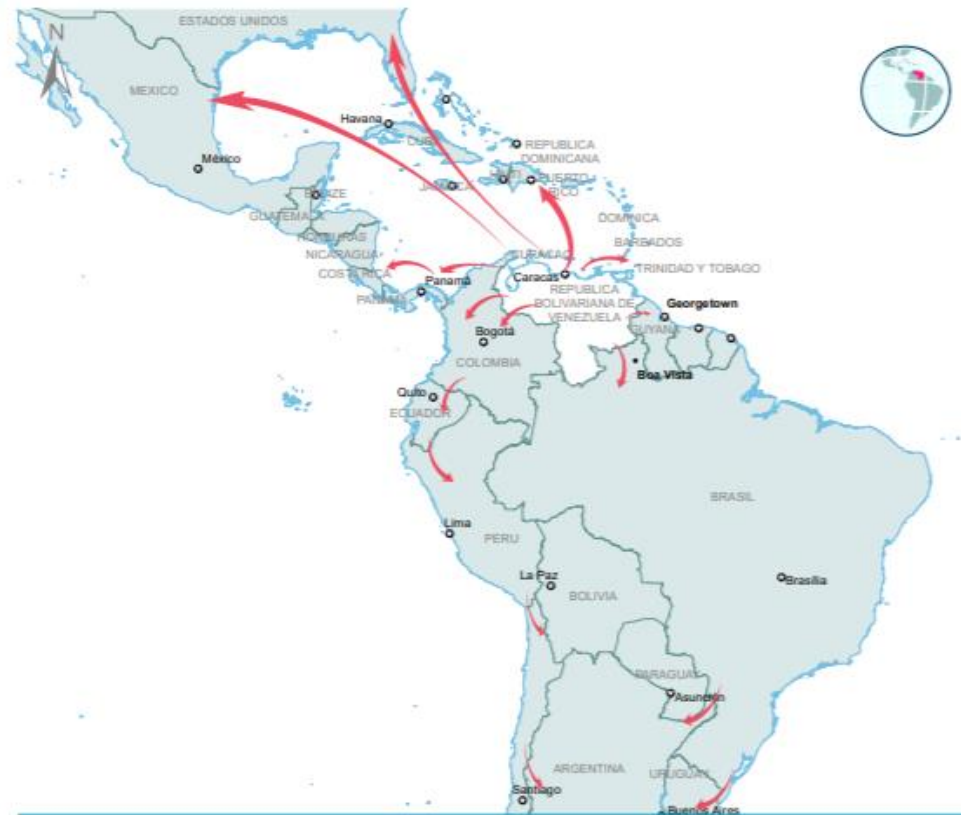 ESTADOS UNIDOS
N
MEXICO
Havana
CUBA
México
REPUBLICA
DOMINICANA
HAITI
PUERTO
RICO
JAMAICA
BELIZE
GUATEMALA
HONDURAS
NICARAGUA
COSTA RICA
DOMINICA
BARBADOS
CURACAO
TRINIDAD Y TOBAGO
Caracas
Panamá
PANAMA
REPUBLICA
BOLIVARIANA DE
VENEZUELA
Georgetown
GUYANA
Bogotá
COLOMBIA
Boa Vista
Quito
ECUADOR
BRASIL
Lima
PERU
La Paz
BOLIVIA
Brasilia
PARAGUAY
Asunción
ARGENTINA
URUGUAY
Santiago
Buenos Aires